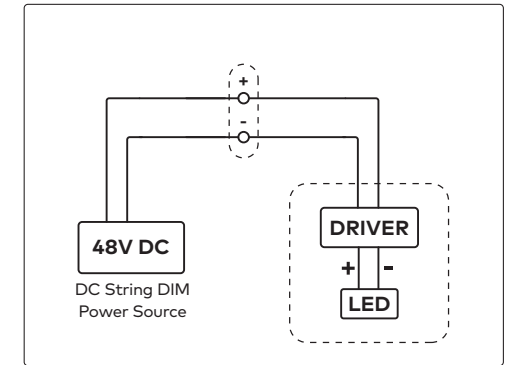 +
-
DRIVER
48V DC
+ -
DC String DIM
LED
Power Source